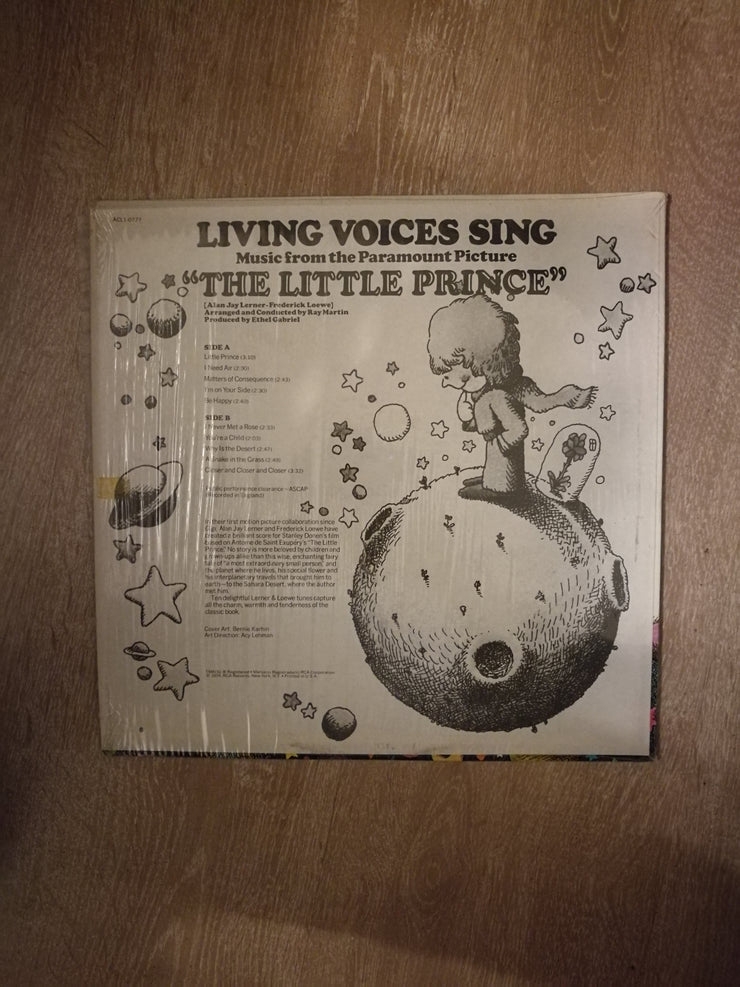 ACL1-0777
LIVING VOICES SING
Music from the Paramount Picture
“THE LITTLE PRINCE”
(Alan Jay Lerner-Frederick Loewe)
Arranged and Conducted by Ray Martin
Produced by Ethel Gabriel
SIDE A
Little Prince (3:10)
I Need Air (2:30)
Matters of Consequence (2:43)
I'm on Your Side (2:30)
Be Happy (2:40)
SIDE B
I Never Met a Rose (2:33)
You're a Child (2:03)
Why Is the Desert (2:47)
A Snake in the Grass (2:48)
Closer and Closer and Closer (3:32)
Public performance clearance—ASCAP
(Recorded in England)
In their first motion picture collaboration since
Gigi, Alan Jay Lerner and Frederick Loewe have
created a brilliant score for Stanley Donen's film
based on Antoine de Saint Exupéry's "The Little
Prince." No story is more beloved by children and
grown-ups alike than this wise, enchanting fairy
tale of "a most extraordinary small person," and
the planet where he lives, his special flower and
his interplanetary travels that brought him to
earth—to the Sahara Desert, where the author
met him.
Ten delightful Lerner & Loewe tunes capture
all the charm, warmth and tenderness of the
classic book.
Cover Art: Bernie Karlin
Art Direction: Acy Lehman
Registered • Marca(s) Registrada(s) RCA Corporation
© 1974, RCA Records, New York, N.Y. • Printed in U.S.A.